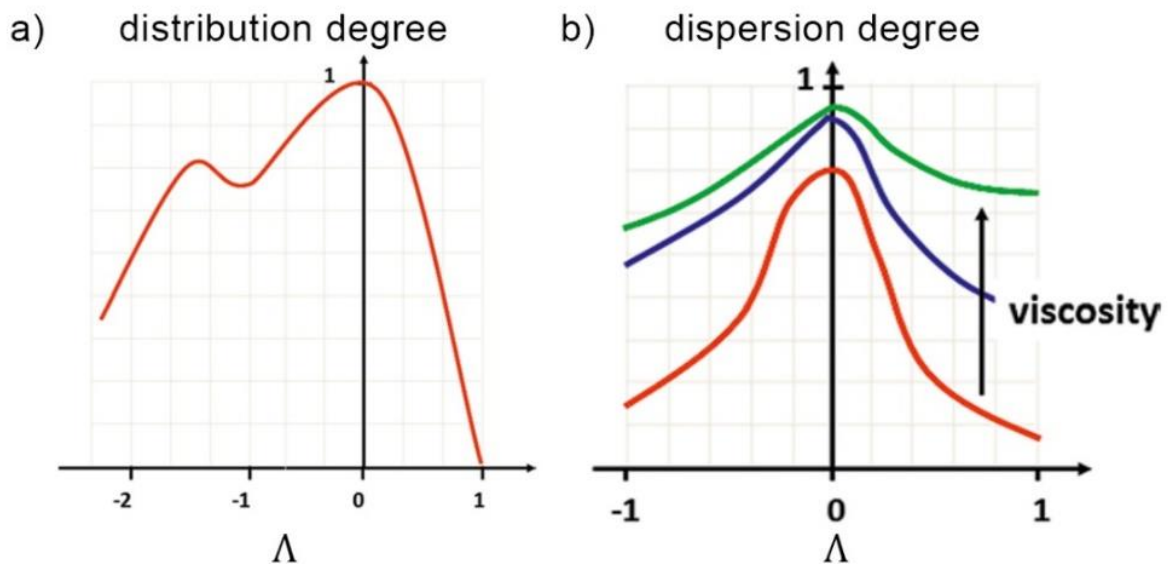 a) distribution degree
1
-2 -1 0 1
Λ
b) dispersion degree
1
viscosity
-1 0 1
Λ